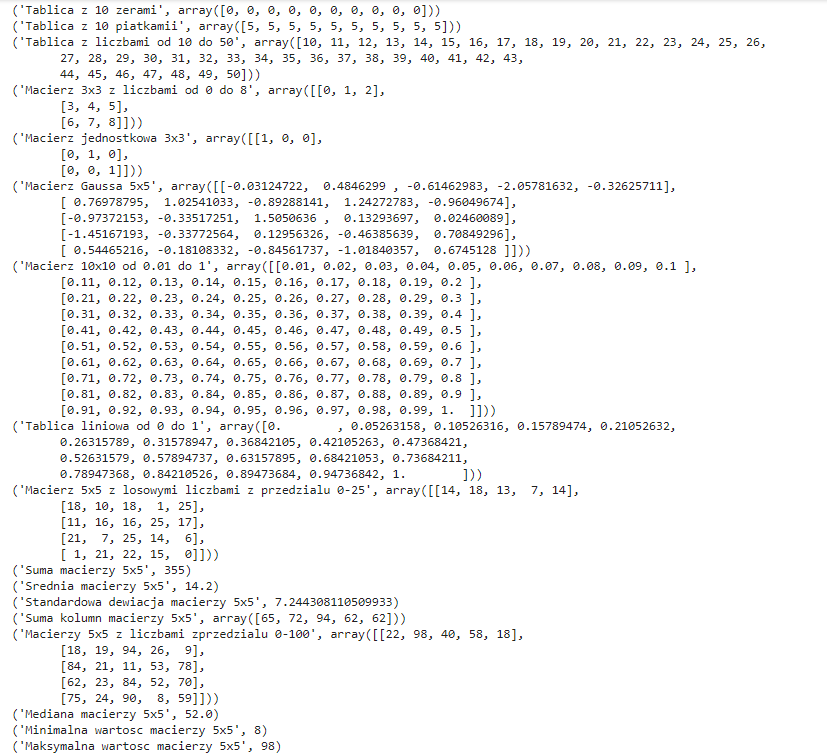 ('Tablica z 10 zerami', array([0, 0, 0, 0, 0, 0, 0, 0, 0, 0]))
('Tablica z 10 piatkamii', array([5, 5, 5, 5, 5, 5, 5, 5, 5, 5]))
('Tablica z liczbami od 10 do 50', array([10, 11, 12, 13, 14, 15, 16, 17, 18, 19, 20, 21, 22, 23, 24, 25, 26,
27, 28, 29, 30, 31, 32, 33, 34, 35, 36, 37, 38, 39, 40, 41, 42, 43,
44, 45, 46, 47, 48, 49, 50]))
('Macierz 3x3 z liczbami od 0 do 8', array([[0, 1, 2],
[3, 4, 5],
[6, 7, 8]]))
('Macierz jednostkowa 3x3', array([[1, 0, 0],
[0, 1, 0],
[0, 0, 1]]))
('Macierz Gaussa 5x5', array([[-0.03124722,  0.4846299 , -0.61462983, -2.05781632, -0.32625711],
[ 0.76978795,  1.02541033, -0.89288141,  1.24272783, -0.96049674],
[-0.97372153, -0.33517251,  1.5050636 ,  0.13293697,  0.02460089],
[-1.45167193, -0.33772564,  0.12956326, -0.46385639,  0.70849296],
[ 0.54465216, -0.18108332, -0.84561737, -1.01840357,  0.6745128 ]]))
('Macierz 10x10 od 0.01 do 1', array([[0.01, 0.02, 0.03, 0.04, 0.05, 0.06, 0.07, 0.08, 0.09, 0.1 ],
[0.11, 0.12, 0.13, 0.14, 0.15, 0.16, 0.17, 0.18, 0.19, 0.2 ],
[0.21, 0.22, 0.23, 0.24, 0.25, 0.26, 0.27, 0.28, 0.29, 0.3 ],
[0.31, 0.32, 0.33, 0.34, 0.35, 0.36, 0.37, 0.38, 0.39, 0.4 ],
[0.41, 0.42, 0.43, 0.44, 0.45, 0.46, 0.47, 0.48, 0.49, 0.5 ],
[0.51, 0.52, 0.53, 0.54, 0.55, 0.56, 0.57, 0.58, 0.59, 0.6 ],
[0.61, 0.62, 0.63, 0.64, 0.65, 0.66, 0.67, 0.68, 0.69, 0.7 ],
[0.71, 0.72, 0.73, 0.74, 0.75, 0.76, 0.77, 0.78, 0.79, 0.8 ],
[0.81, 0.82, 0.83, 0.84, 0.85, 0.86, 0.87, 0.88, 0.89, 0.9 ],
[0.91, 0.92, 0.93, 0.94, 0.95, 0.96, 0.97, 0.98, 0.99, 1.  ]]))
('Tablica liniowa od 0 do 1', array([0.        , 0.05263158, 0.10526316, 0.15789474, 0.21052632,
0.26315789, 0.31578947, 0.36842105, 0.42105263, 0.47368421,
0.52631579, 0.57894737, 0.63157895, 0.68421053, 0.73684211,
0.78947368, 0.84210526, 0.89473684, 0.94736842, 1.        ]))
('Macierz 5x5 z losowymi liczbami z przedzialu 0-25', array([[14, 18, 13,  7, 14],
[18, 10, 18,  1, 25],
[11, 16, 16, 25, 17],
[21,  7, 25, 14,  6],
[ 1, 21, 22, 15,  0]]))
('Suma macierzy 5x5', 355)
('Srednia macierzy 5x5', 14.2)
('Standardowa dewiacja macierzy 5x5', 7.244308110509933)
('Suma kolumn macierzy 5x5', array([65, 72, 94, 62, 62]))
('Macierzy 5x5 z liczbami zprzedzialu 0-100', array([[22, 98, 40, 58, 18],
[18, 19, 94, 26,  9],
[84, 21, 11, 53, 78],
[62, 23, 84, 52, 70],
[75, 24, 90,  8, 59]]))
('Mediana macierzy 5x5', 52.0)
('Minimalna wartosc macierzy 5x5', 8)
('Maksymalna wartosc macierzy 5x5', 98)